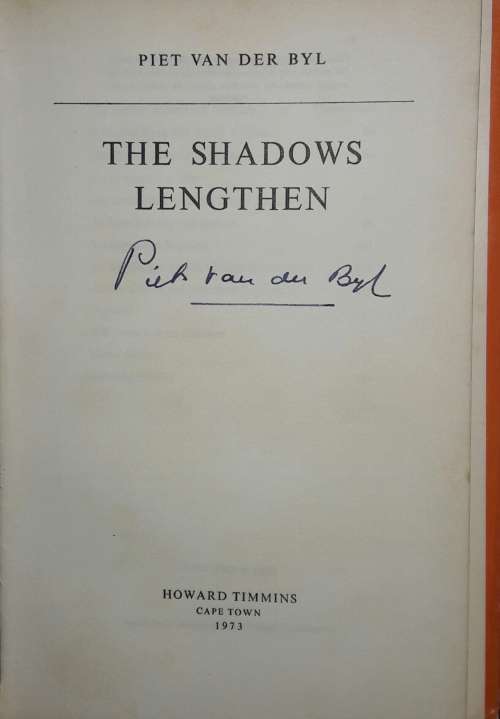 PIET VAN DER BYL
THE SHADOWS
LENGTHEN
Piet van der Byl
HOWARD TIMMINS
CAPE TOWN
1973